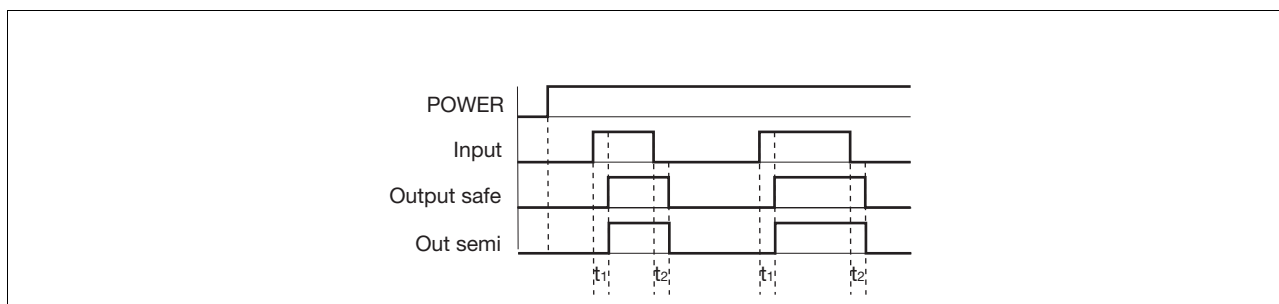 POWER
Input
Output safe
Out semi
t1 t2 t1 t2